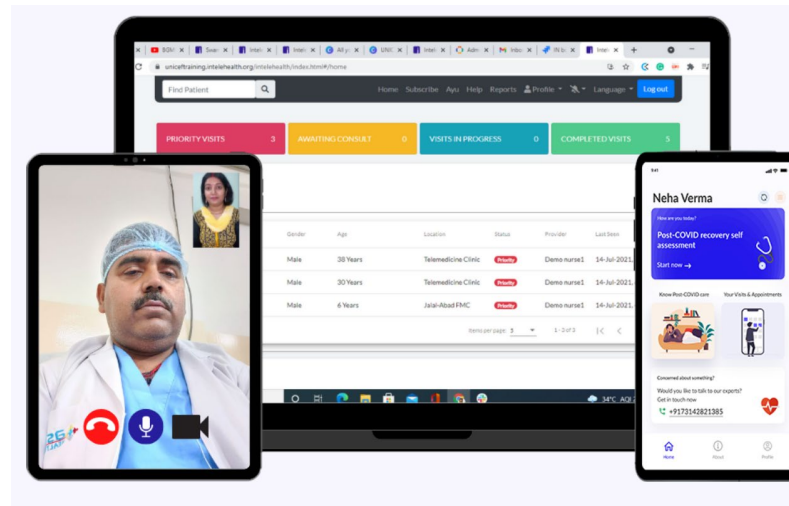 uniceftraining.intelehealth.org/intelehealth/index.html#/home
Find Patient
Home Subscribe Ayu Help Reports Profile Language Log out
PRIORITY VISITS 3 AWAITING CONSULT 0 VISITS IN PROGRESS 0 COMPLETED VISITS 5
Gender Age Location Status Provider Last Seen
Male 38 Years Telemedicine Clinic Priority Demo nurse1 14-Jul-2021,
Male 30 Years Telemedicine Clinic Priority Demo nurse1 14-Jul-2021,
Male 6 Years Jalal-Abad FMC Priority Demo nurse1 14-Jul-2021,
Items per page: 5
34°C AQI
Neha Verma
How are you today?
Post-COVID recovery self
assessment
Start now →
Know Post-COVID care Your Visits & Appointments
Concerned about something?
Would you like to talk to our experts?
Get in touch now
+9173142821385
Home About Profile